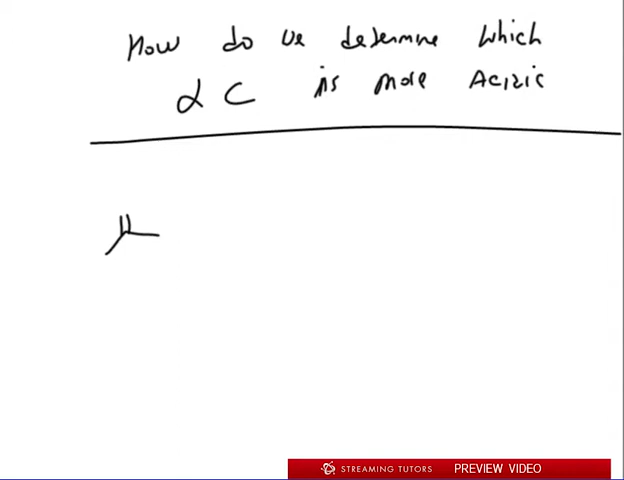 How do we determine which
α C is more Acidic
STREAMING TUTORS PREVIEW VIDEO